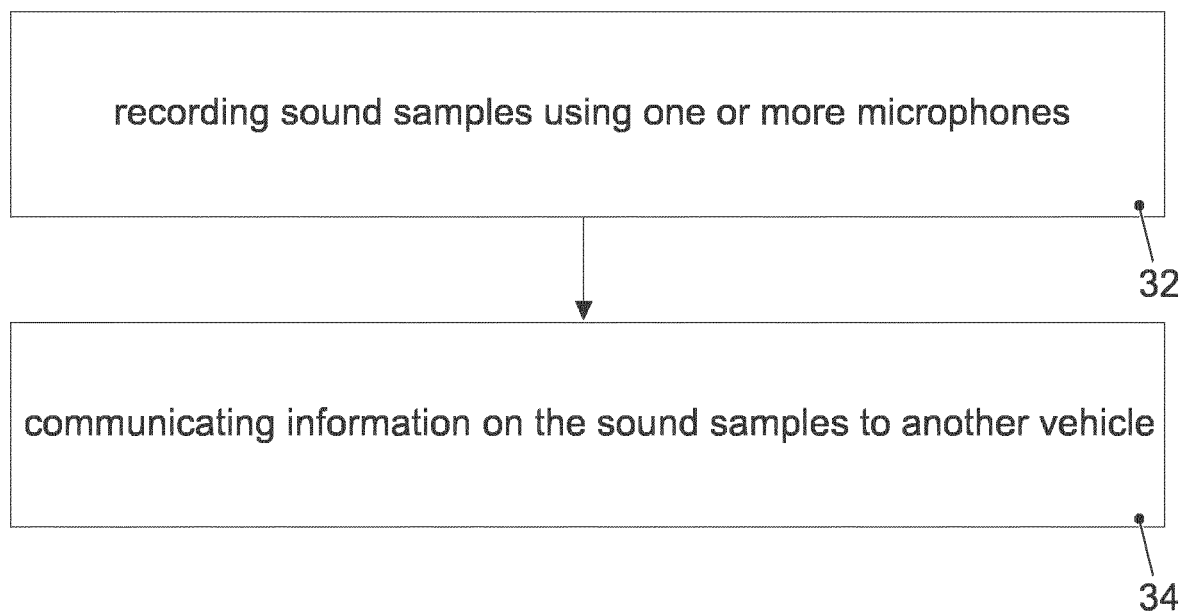 recording sound samples using one or more microphones
32
communicating information on the sound samples to another vehicle
34